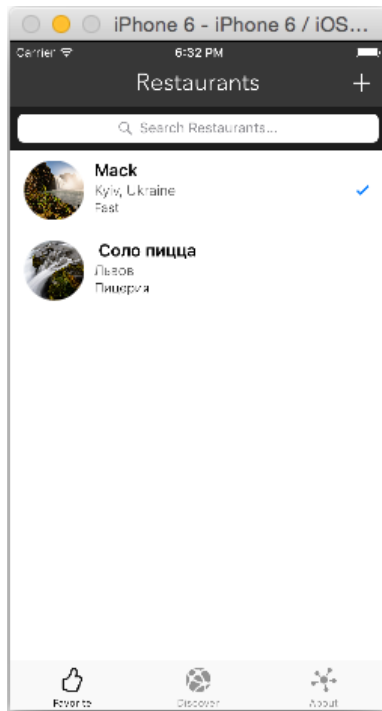 iPhone 6 - iPhone 6 / iOS...
Carrier 6:32 PM
Restaurants +
Search Restaurants...
Mack
Kyiv, Ukraine
Fast
Соло пицца
Львов
Пицерия
Favorite Discover About